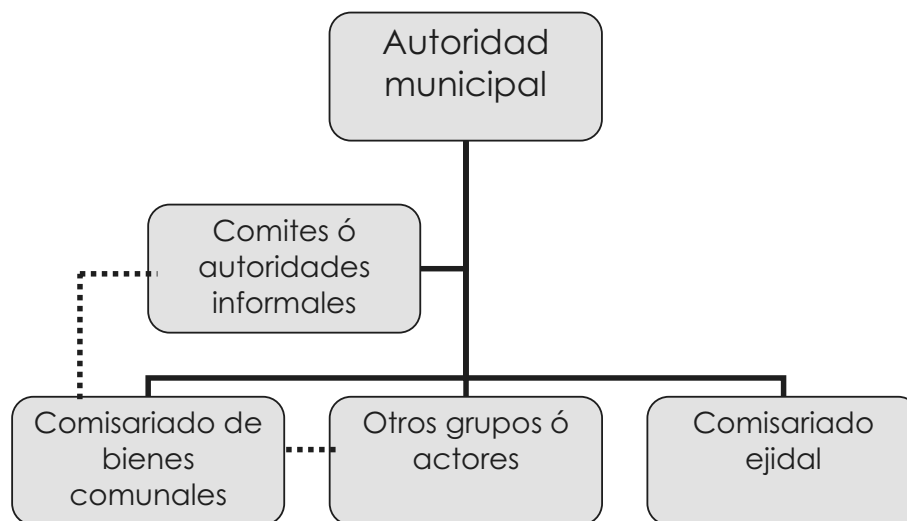 Autoridad
municipal
Comites ó
autoridades
informales
Comisariado de
bienes
comunales
Otros grupos ó
actores
Comisariado
ejidal